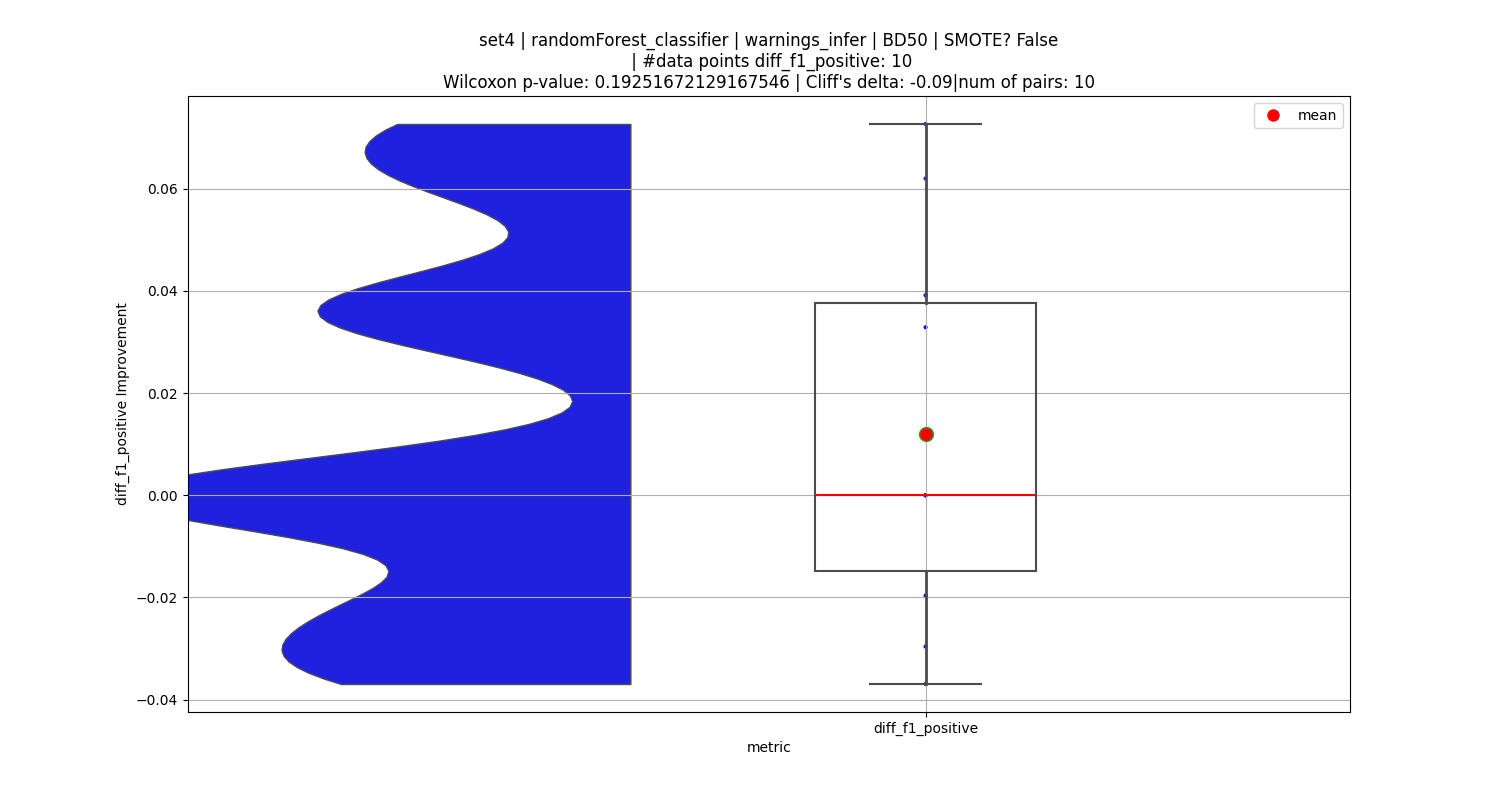 set4 | randomForest_classifier | warnings_infer | BD50 | SMOTE? False
| #data points diff_f1_positive: 10
Wilcoxon p-value: 0.19251672129167546 | Cliff's delta: -0.09|num of pairs: 10
mean
0.06
0.04
0.02
0.00
−0.02
−0.04
diff_f1_positive Improvement
diff_f1_positive
metric